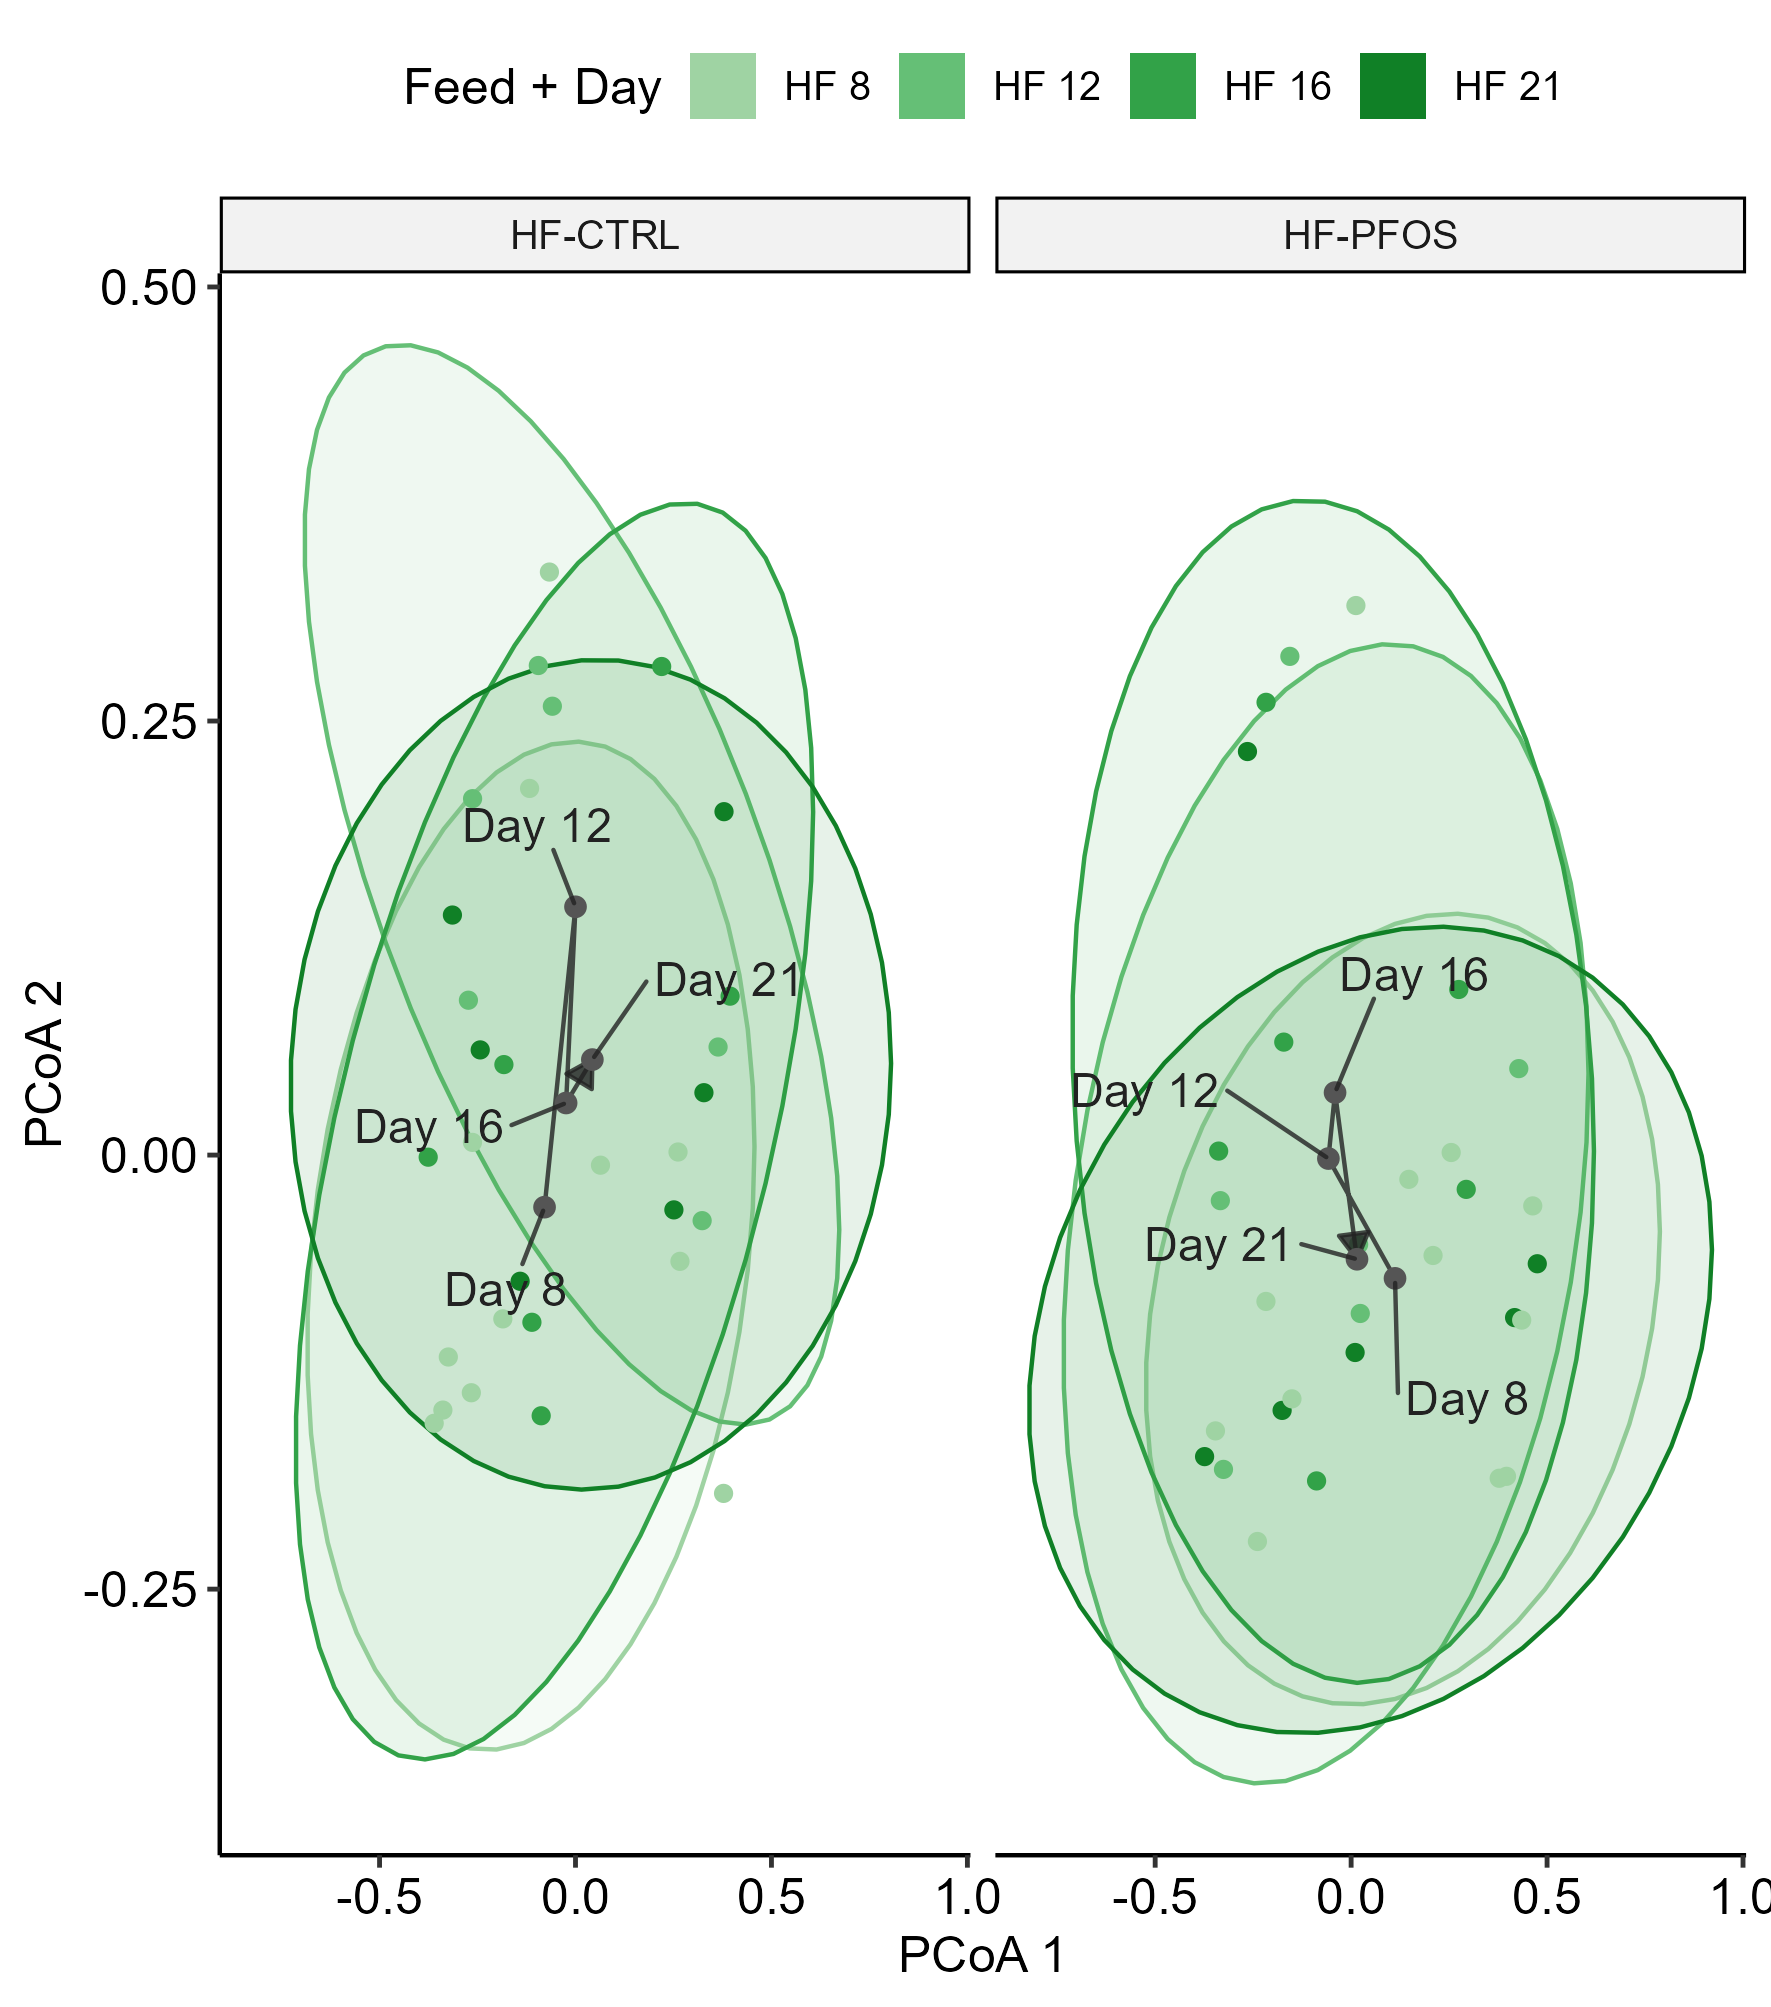 Feed + Day HF 8 HF 12 HF 16 HF 21
HF-CTRL HF-PFOS
0.50
0.25
0.00
-0.25
PCoA 2
Day 12
Day 21
Day 16
Day 8
Day 16
Day 12
Day 21
Day 8
-0.5 0.0 0.5 1.0 -0.5 0.0 0.5 1.0
PCoA 1